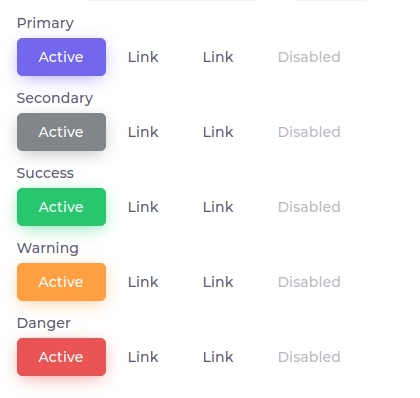 Primary
Active Link Link Disabled
Secondary
Active Link Link Disabled
Success
Active Link Link Disabled
Warning
Active Link Link Disabled
Danger
Active Link Link Disabled